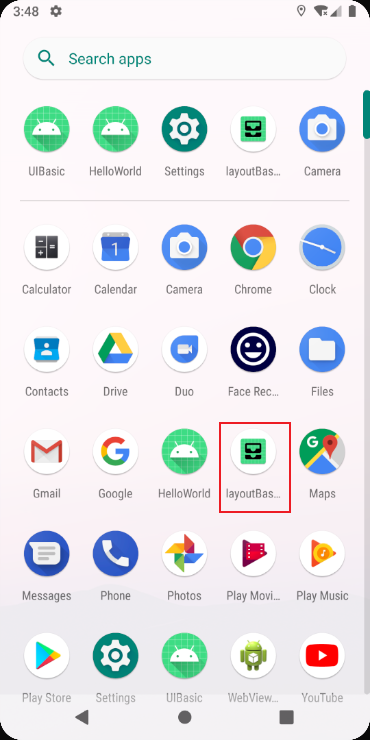 3:48
Search apps
UIBasic HelloWorld Settings layoutBas... Camera
Calculator Calendar Camera Chrome Clock
Contacts Drive Duo Face Rec... Files
Gmail Google HelloWorld layoutBas... Maps
Messages Phone Photos Play Movi... Play Music
Play Store Settings UIBasic WebView... YouTube